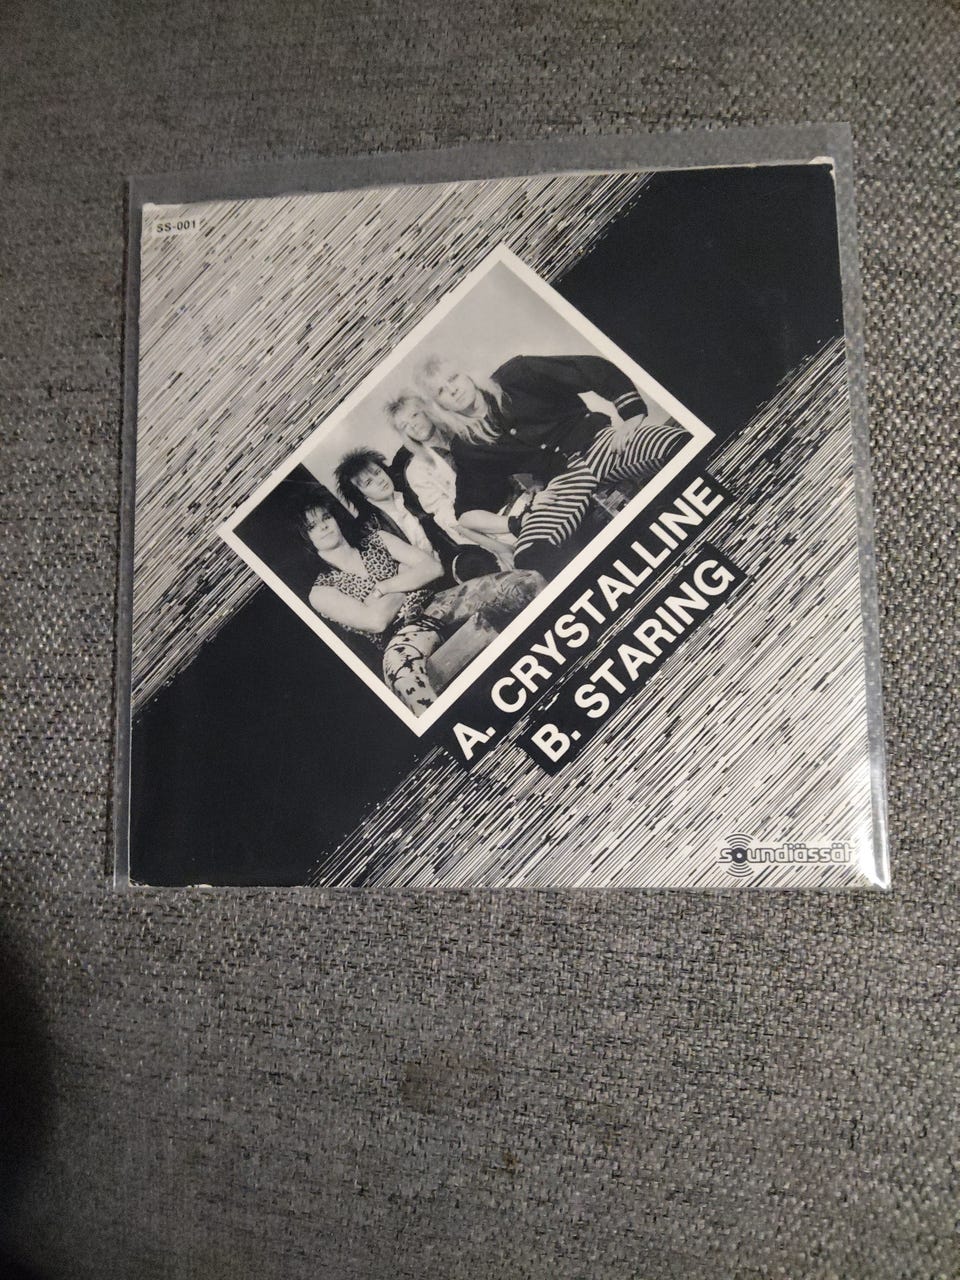 SS-001
A. CRYSTALLINE
B. STARING
soundiässät